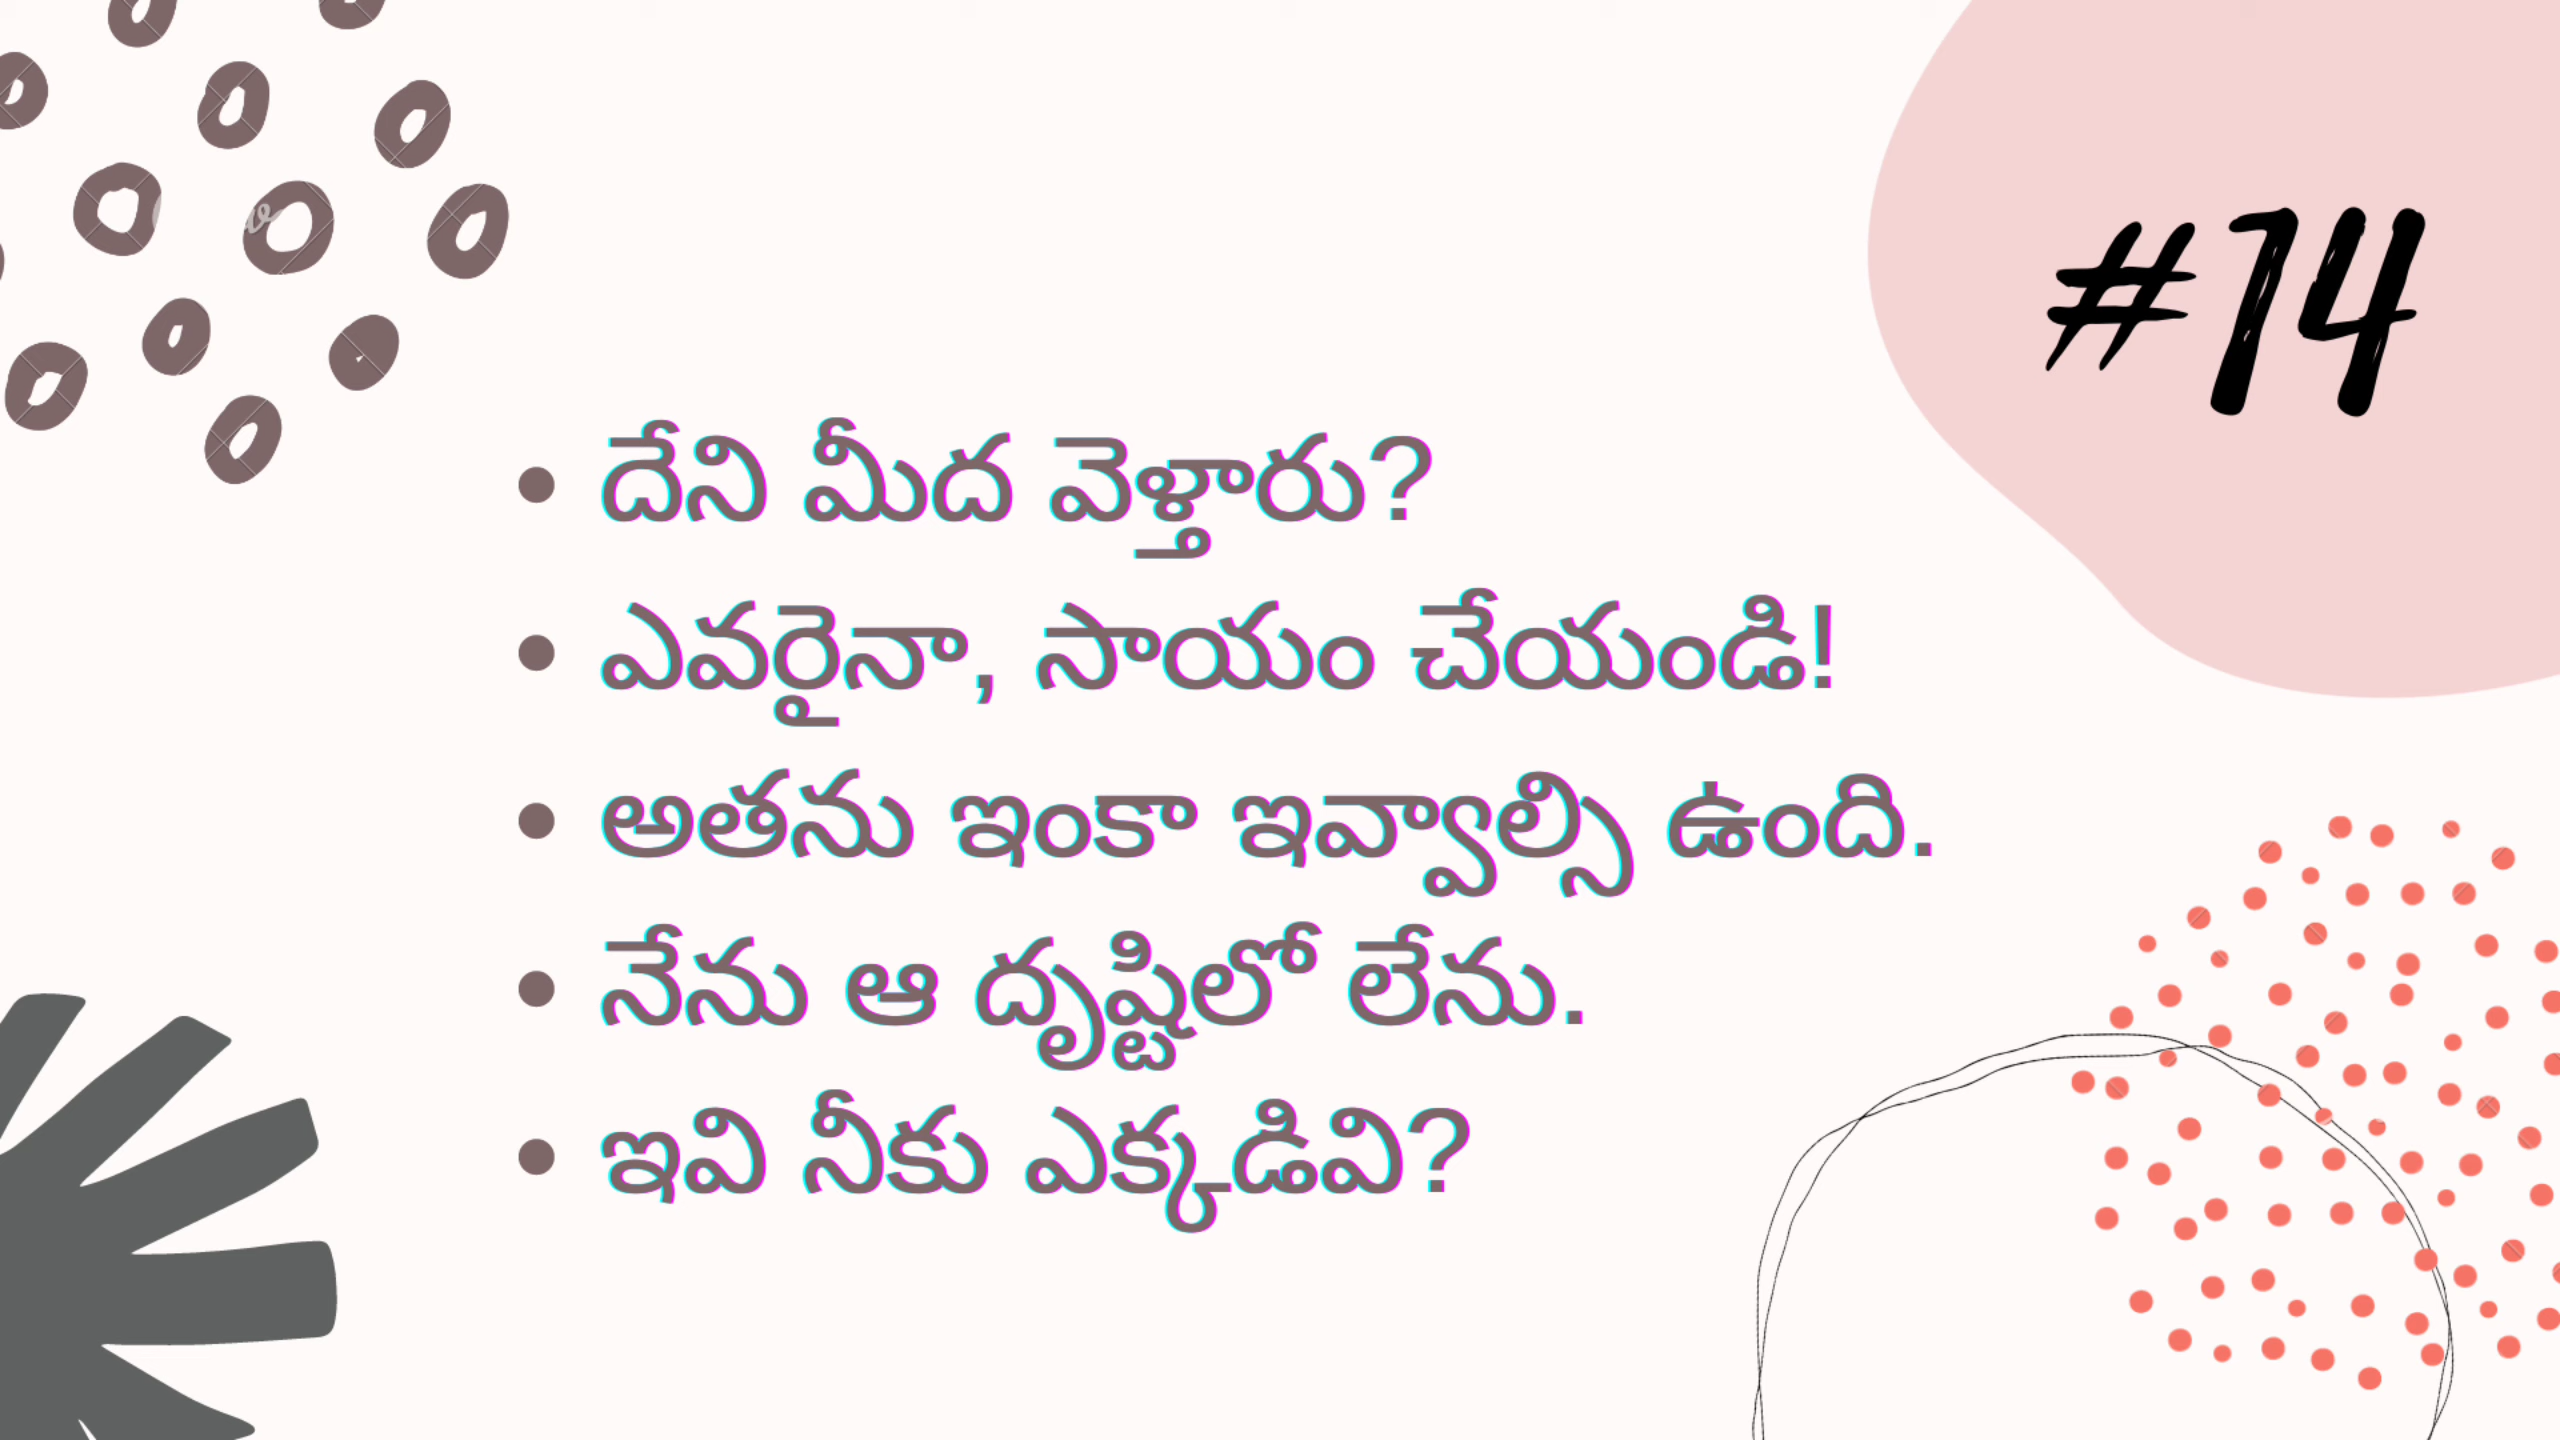 #14
• దేని మీద వెళ్తారు?
• ఎవరైనా, సాయం చేయండి!
• అతను ఇంకా ఇవ్వాల్సి ఉంది.
• నేను ఆ దృష్టిలో లేను.
• ఇవి నీకు ఎక్కడివి?